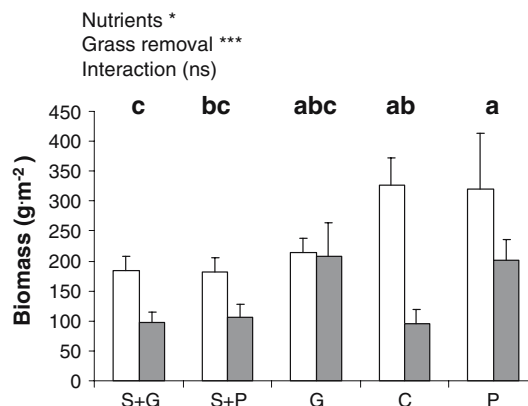 Nutrients *
Grass removal ***
Interaction (ns)
c bc abc ab a
Biomass (g·m-2)
450
400
350
300
250
200
150
100
50
0
S+G S+P G C P